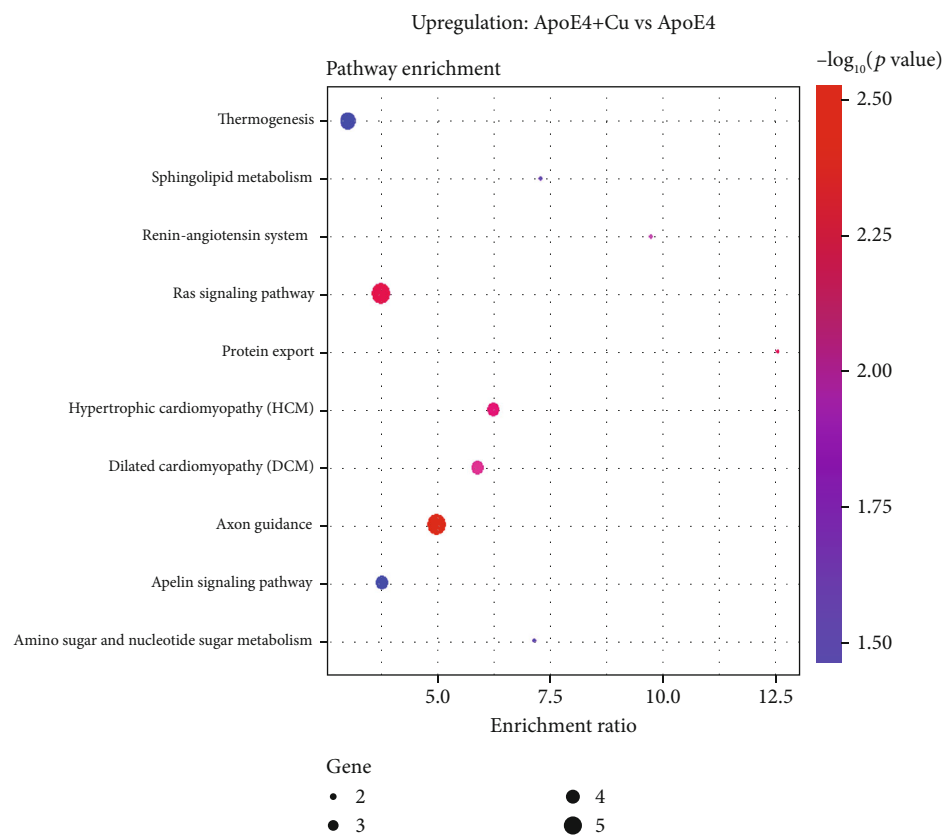 Upregulation: ApoE4+Cu vs ApoE4
Pathway enrichment
–log10(p value)
Thermogenesis
Sphingolipid metabolism
Renin-angiotensin system
Ras signaling pathway
Protein export
Hypertrophic cardiomyopathy (HCM)
Dilated cardiomyopathy (DCM)
Axon guidance
Apelin signaling pathway
Amino sugar and nucleotide sugar metabolism
2.50
2.25
2.00
1.75
1.50
5.0 7.5 10.0 12.5
Enrichment ratio
Gene
2 4
3 5